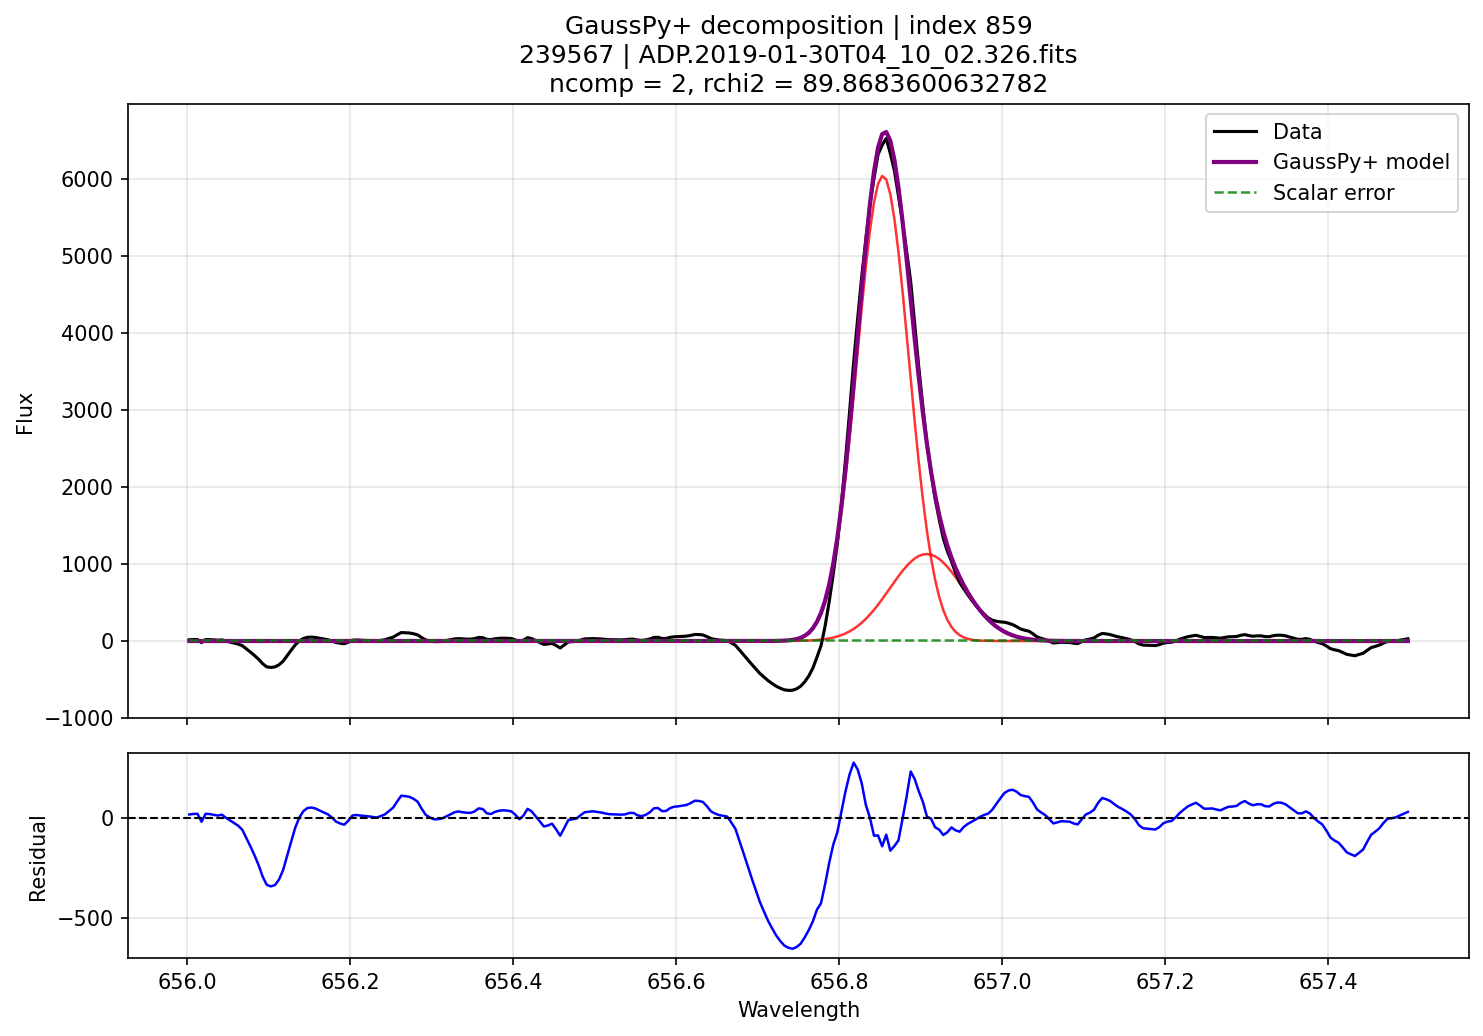 GaussPy+ decomposition | index 859
239567 | ADP.2019-01-30T04_10_02.326.fits
ncomp = 2, rchi2 = 89.8683600632782
Data
GaussPy+ model
Scalar error
Flux
6000
5000
4000
3000
2000
1000
0
−1000
Residual
0
−500
656.0 656.2 656.4 656.6 656.8 657.0 657.2 657.4
Wavelength